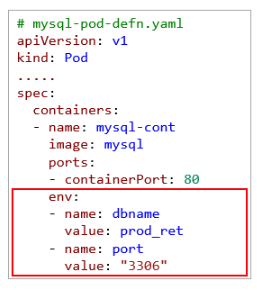 # mysql-pod-defn.yaml
apiVersion: v1
kind: Pod
.....
spec:
  containers:
  - name: mysql-cont
    image: mysql
    ports:
    - containerPort: 80
    env:
    - name: dbname
      value: prod_ret
    - name: port
      value: "3306"